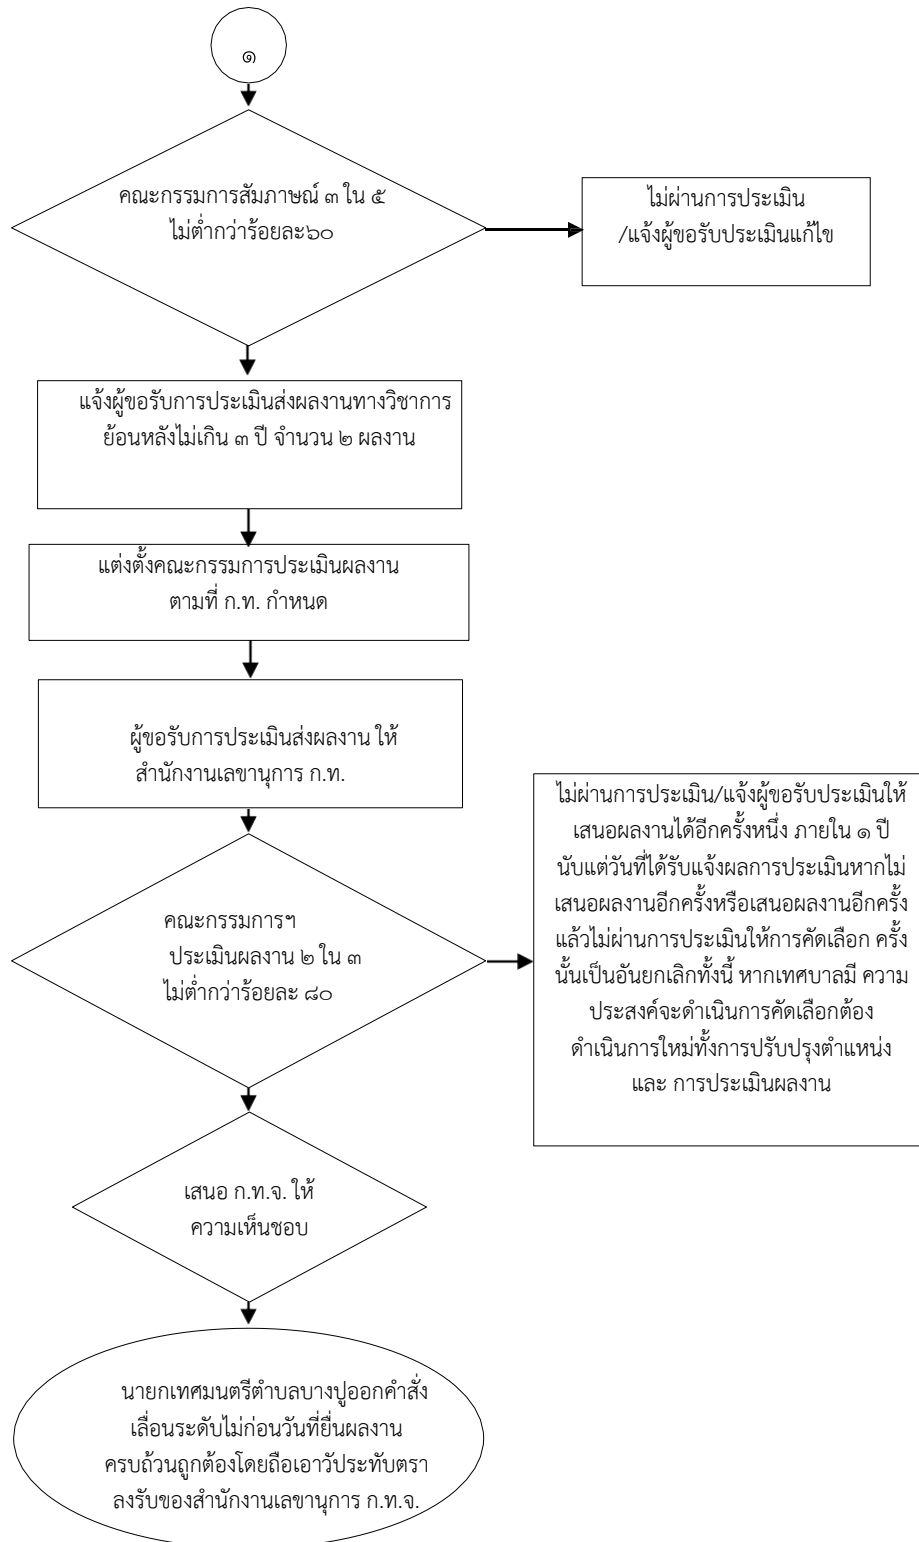 ๑
คณะกรรมการสัมภาษณ์ ๓ ใน ๕
ไม่ต่ำกว่าร้อยละ๖๐
ไม่ผ่านการประเมิน
/แจ้งผู้ขอรับประเมินแก้ไข
แจ้งผู้ขอรับการประเมินส่งผลงานทางวิชาการ
ย้อนหลังไม่เกิน ๓ ปี จำนวน ๒ ผลงาน
แต่งตั้งคณะกรรมการประเมินผลงาน
ตามที่ ก.ท. กำหนด
ผู้ขอรับการประเมินส่งผลงาน ให้
สำนักงานเลขานุการ ก.ท.
คณะกรรมการฯ
ประเมินผลงาน ๒ ใน ๓
ไม่ต่ำกว่าร้อยละ ๘๐
ไม่ผ่านการประเมิน/แจ้งผู้ขอรับประเมินให้
เสนอผลงานได้อีกครั้งหนึ่ง ภายใน ๑ ปี
นับแต่วันที่ได้รับแจ้งผลการประเมินหากไม่
เสนอผลงานอีกครั้งหรือเสนอผลงานอีกครั้ง
แล้วไม่ผ่านการประเมินให้การคัดเลือก ครั้ง
นั้นเป็นอันยกเลิกทั้งนี้ หากเทศบาลมี ความ
ประสงค์จะดำเนินการคัดเลือกต้อง
ดำเนินการใหม่ทั้งการปรับปรุงตำแหน่ง
และ การประเมินผลงาน
เสนอ ก.ท.จ. ให้
ความเห็นชอบ
นายกเทศมนตรีตำบลบางปูออกคำสั่ง
เลื่อนระดับไม่ก่อนวันที่ยื่นผลงาน
ครบถ้วนถูกต้องโดยถือเอาวัประทับตรา
ลงรับของสำนักงานเลขานุการ ก.ท.จ.